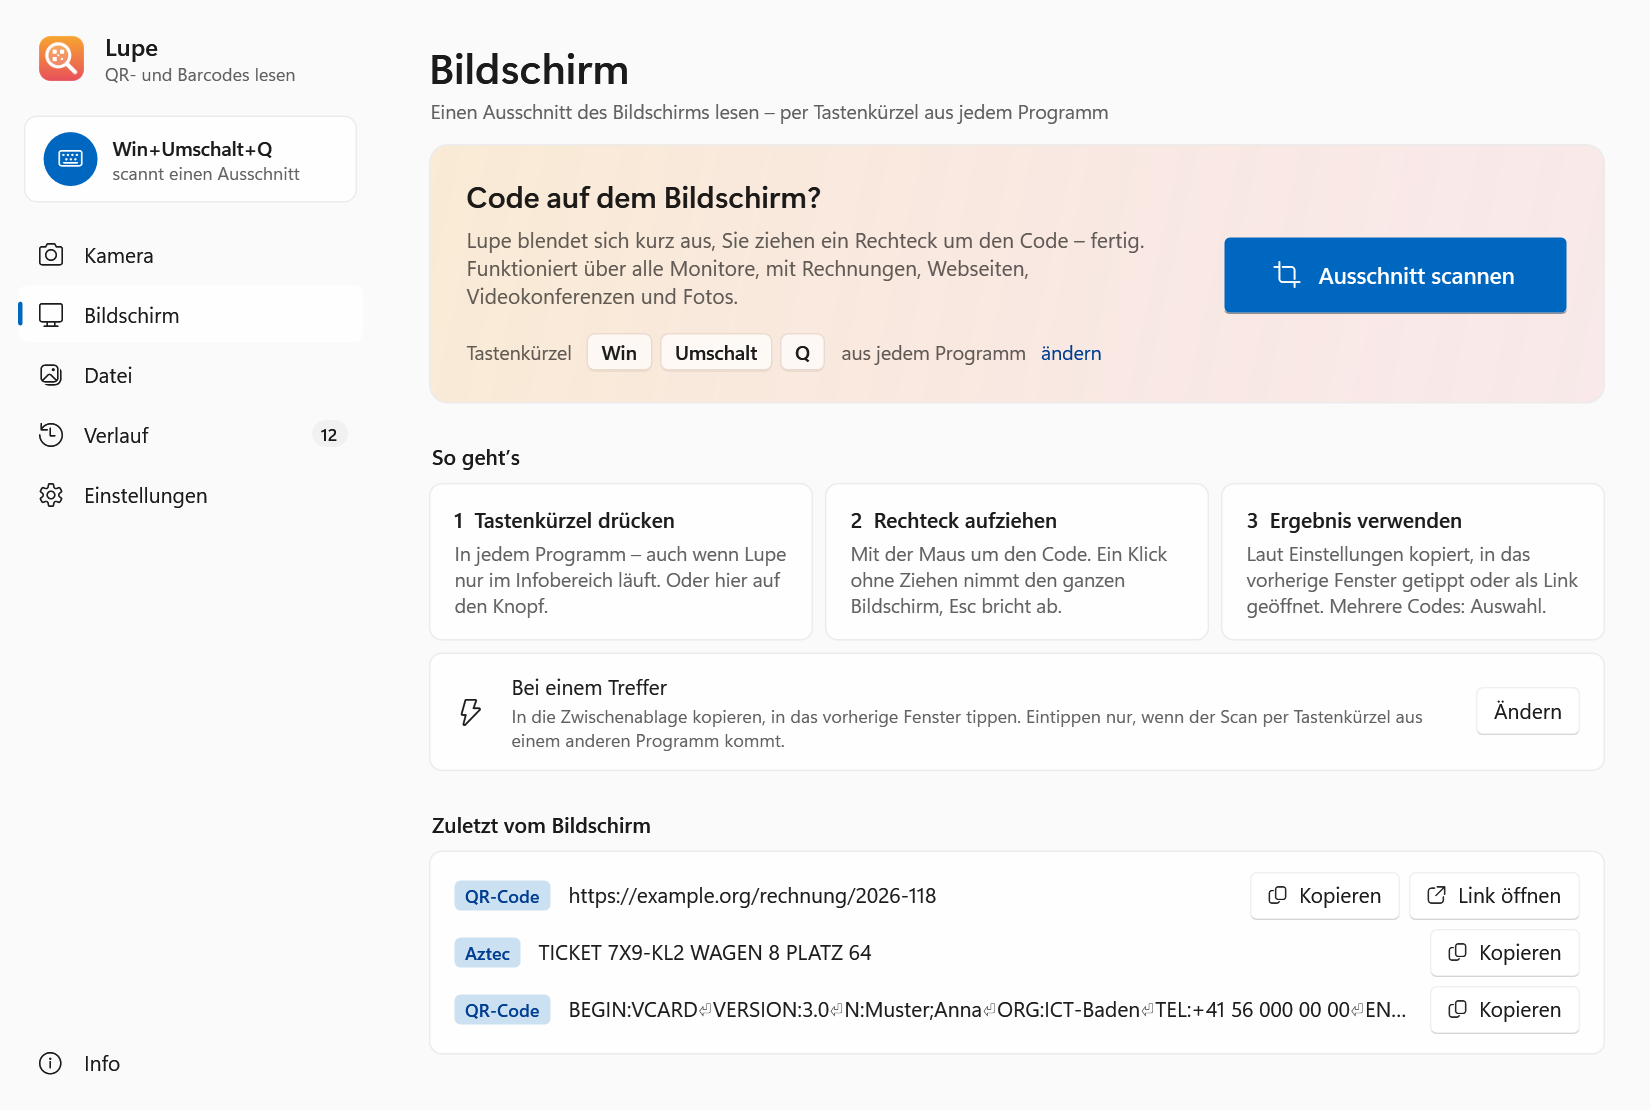 Lupe
QR- und Barcodes lesen
Win+Umschalt+Q
scannt einen Ausschnitt
Kamera
Bildschirm
Datei
Verlauf 12
Einstellungen
Info
Bildschirm
Einen Ausschnitt des Bildschirms lesen – per Tastenkürzel aus jedem Programm
Code auf dem Bildschirm?
Lupe blendet sich kurz aus, Sie ziehen ein Rechteck um den Code – fertig.
Funktioniert über alle Monitore, mit Rechnungen, Webseiten,
Videokonferenzen und Fotos.
Tastenkürzel Win Umschalt Q aus jedem Programm ändern
Ausschnitt scannen
So geht’s
1 Tastenkürzel drücken
In jedem Programm – auch wenn Lupe
nur im Infobereich läuft. Oder hier auf
den Knopf.
2 Rechteck aufziehen
Mit der Maus um den Code. Ein Klick
ohne Ziehen nimmt den ganzen
Bildschirm, Esc bricht ab.
3 Ergebnis verwenden
Laut Einstellungen kopiert, in das
vorherige Fenster getippt oder als Link
geöffnet. Mehrere Codes: Auswahl.
Bei einem Treffer
In die Zwischenablage kopieren, in das vorherige Fenster tippen. Eintippen nur, wenn der Scan per Tastenkürzel aus
einem anderen Programm kommt.
Ändern
Zuletzt vom Bildschirm
QR-Code https://example.org/rechnung/2026-118 Kopieren Link öffnen
Aztec TICKET 7X9-KL2 WAGEN 8 PLATZ 64 Kopieren
QR-Code BEGIN:VCARD⏎VERSION:3.0⏎N:Muster;Anna⏎ORG:ICT-Baden⏎TEL:+41 56 000 00 00⏎EN... Kopieren